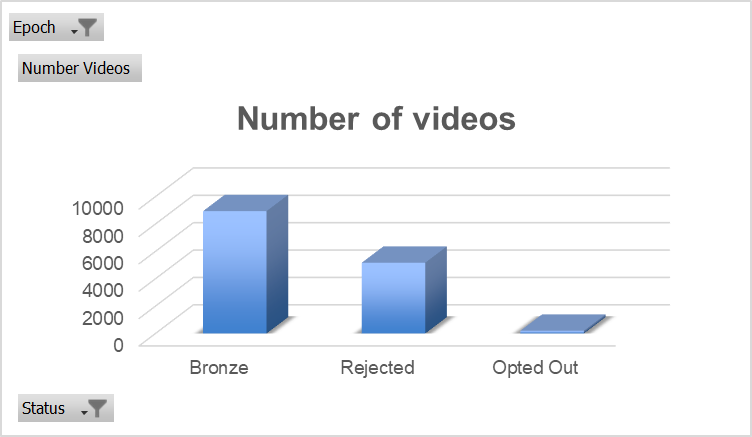 Epoch
Number Videos
Number of videos
10000
8000
6000
4000
2000
0
Bronze Rejected Opted Out
Status